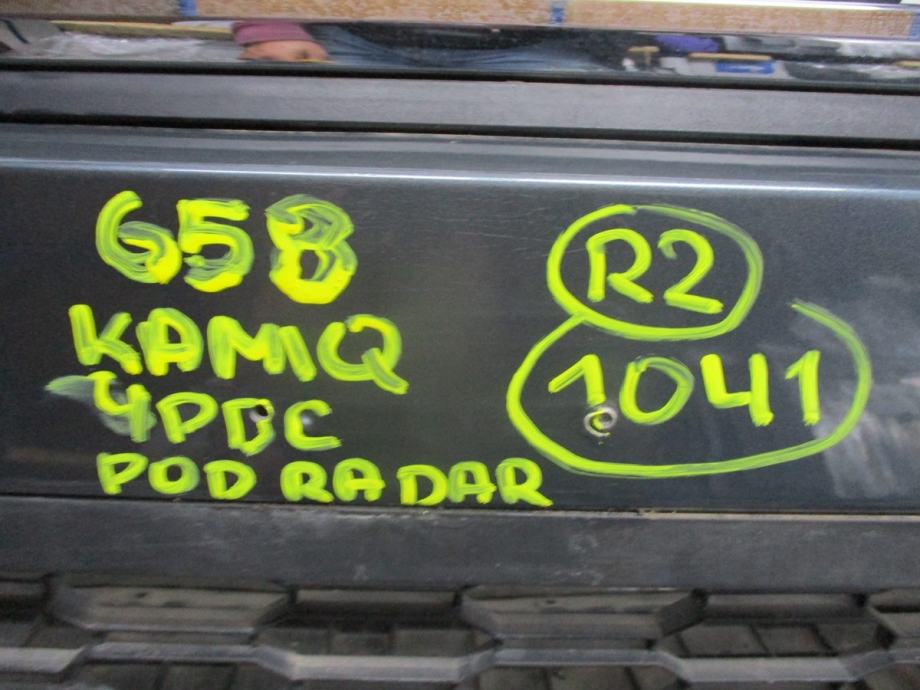 658
KAMIQ
4PDC
POD RADAR
R2
1041